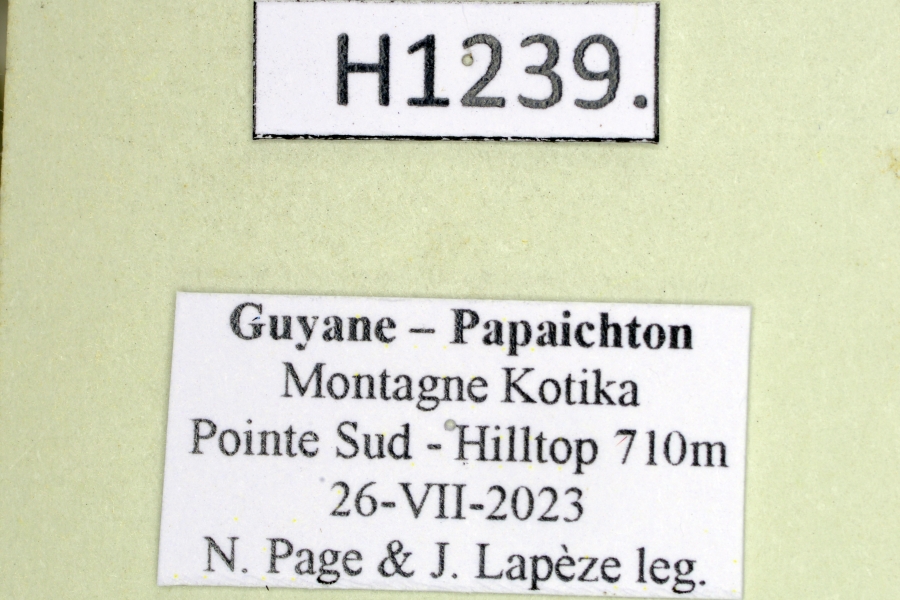 H1239.
Guyane – Papaichton
Montagne Kotika
Pointe Sud - Hilltop 710m
26-VII-2023
N. Page & J. Lapèze leg.